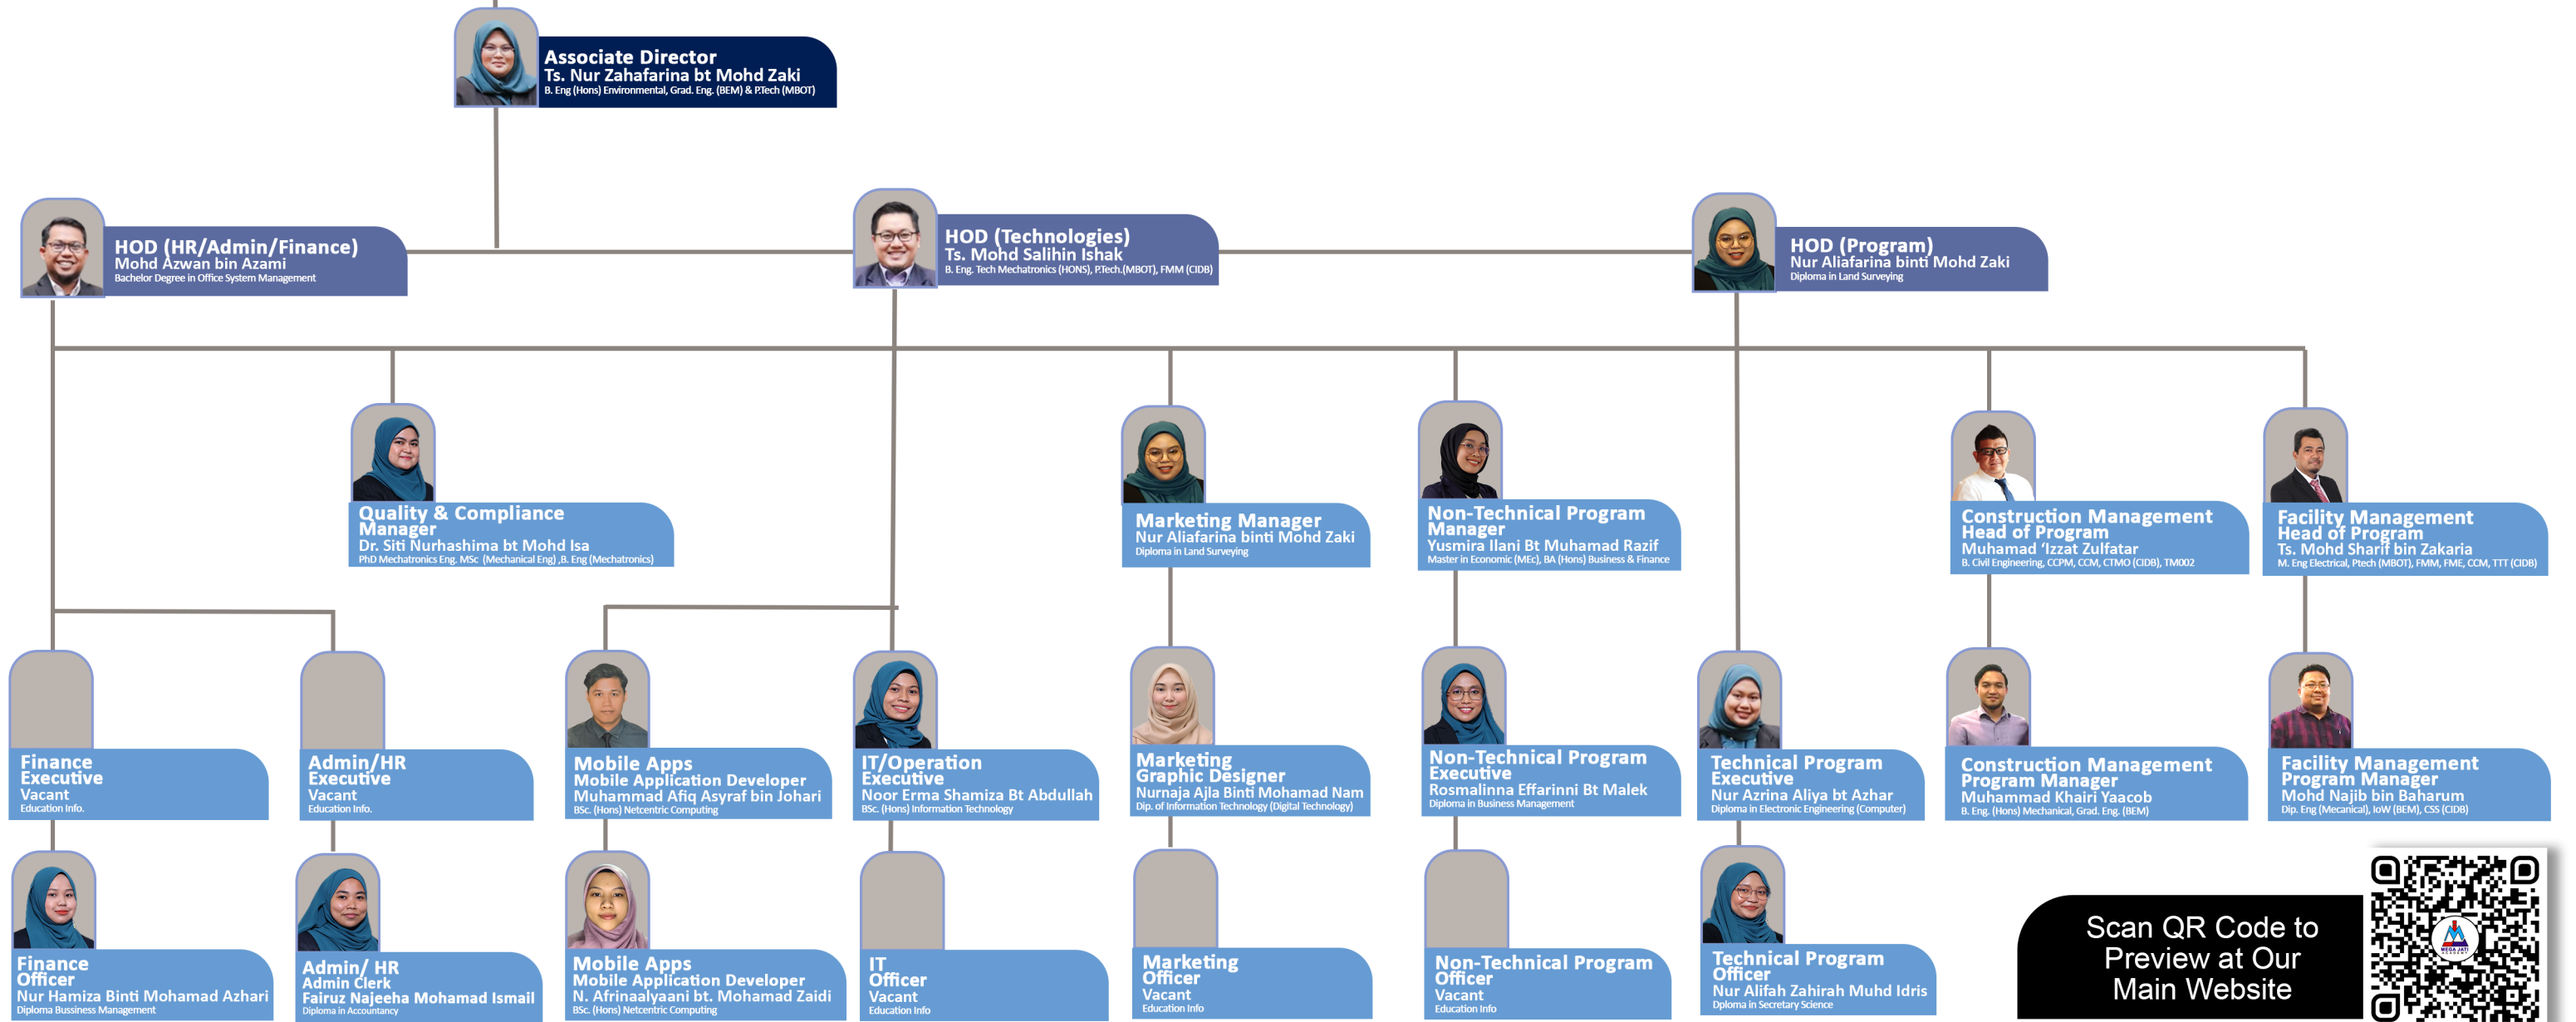 Associate Director
Ts. Nur Zahafarina bt Mohd Zaki
B. Eng (Hons) Environmental, Grad. Eng. (BEM) & P.Tech (MBOT)
HOD (HR/Admin/Finance)
Mohd Azwan bin Azami
Bachelor Degree in Office System Management
HOD (Technologies)
Ts. Mohd Salihin Ishak
B. Eng. Tech Mechatronics (HONS), P.Tech.(MBOT), FMM (CIDB)
HOD (Program)
Nur Aliafarina binti Mohd Zaki
Diploma in Land Surveying
Quality & Compliance
Manager
Dr. Siti Nurhashima bt Mohd Isa
PhD Mechatronics Eng. MSc (Mechanical Eng) ,B. Eng (Mechatronics)
Marketing Manager
Nur Aliafarina binti Mohd Zaki
Diploma in Land Surveying
Non-Technical Program
Manager
Yusmira Ilani Bt Muhamad Razif
Master in Economic (MEc), BA (Hons) Business & Finance
Construction Management
Head of Program
Muhamad ‘Izzat Zulfatar
B. Civil Engineering, CCPM, CCM, CTMO (CIDB), TM002
Facility Management
Head of Program
Ts. Mohd Sharif bin Zakaria
M. Eng Electrical, Ptech (MBOT), FMM, FME, CCM, TTT (CIDB)
Finance
Executive
Vacant
Education Info.
Admin/HR
Executive
Vacant
Education Info.
Mobile Apps
Mobile Application Developer
Muhammad Afiq Asyraf bin Johari
BSc. (Hons) Netcentric Computing
IT/Operation
Executive
Noor Erma Shamiza Bt Abdullah
BSc. (Hons) Information Technology
Marketing
Graphic Designer
Nurnaja Ajla Binti Mohamad Nam
Dip. of Information Technology (Digital Technology)
Non-Technical Program
Executive
Rosmalinna Effarinni Bt Malek
Diploma in Business Management
Technical Program
Executive
Nur Azrina Aliya bt Azhar
Diploma in Electronic Engineering (Computer)
Construction Management
Program Manager
Muhammad Khairi Yaacob
B. Eng. (Hons) Mechanical, Grad. Eng. (BEM)
Facility Management
Program Manager
Mohd Najib bin Baharum
Dip. Eng (Mecanical), IoW (BEM), CSS (CIDB)
Finance
Officer
Nur Hamiza Binti Mohamad Azhari
Diploma Bussiness Management
Admin/ HR
Admin Clerk
Fairuz Najeeha Mohamad Ismail
Diploma in Accountancy
Mobile Apps
Mobile Application Developer
N. Afrinaalyaani bt. Mohamad Zaidi
BSc. (Hons) Netcentric Computing
IT
Officer
Vacant
Education Info
Marketing
Officer
Vacant
Education Info
Non-Technical Program
Officer
Vacant
Education Info
Technical Program
Officer
Nur Alifah Zahirah Muhd Idris
Dploma in Secretary Science
Scan QR Code to
Preview at Our
Main Website
MEGA JATI
ACADEMY